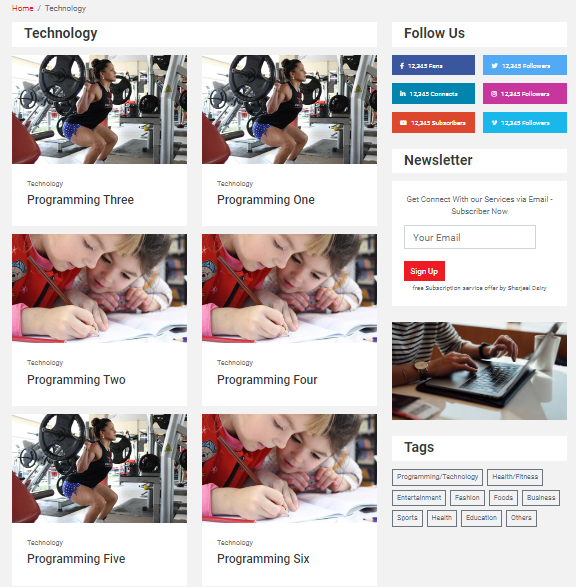 Home / Technology
Technology
Technology
Programming Three
Technology
Programming One
Technology
Programming Two
Technology
Programming Four
Technology
Programming Five
Technology
Programming Six
Follow Us
12,345 Fans
12,345 Followers
12,345 Connects
12,345 Followers
12,345 Subscribers
12,345 Followers
Newsletter
Get Connect With our Services via Email -
Subscriber Now
Your Email
Sign Up
free Subscription service offer by Sharjeel Dairy
Tags
Programming/Technology
Health/Fitness
Entertainment
Fashion
Foods
Business
Sports
Health
Education
Others